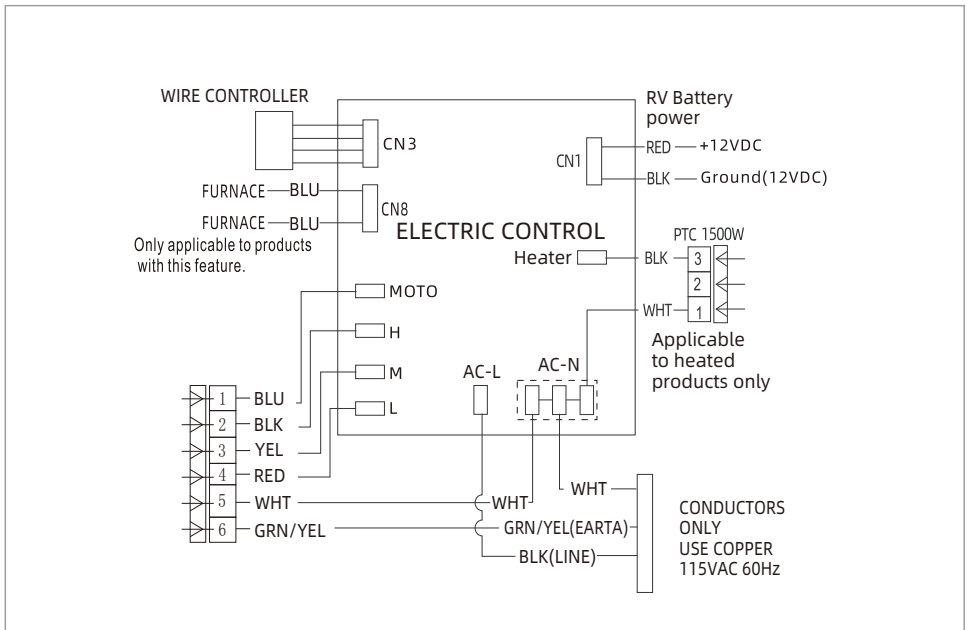 WIRE CONTROLLER
CN3
FURNACE BLU
FURNACE BLU
CN8
Only applicable to products
with this feature.
RV Battery
power
CN1
RED +12VDC
BLK Ground(12VDC)
ELECTRIC CONTROL
Heater
PTC 1500W
BLK 3
2
WHT 1
Applicable
to heated
products only
MOTO
H
M
L
AC-L
AC-N
1 BLU
2 BLK
3 YEL
4 RED
5 WHT
6 GRN/YEL
WHT
WHT
GRN/YEL(EARTA)
BLK(LINE)
CONDUCTORS
ONLY
USE COPPER
115VAC 60Hz